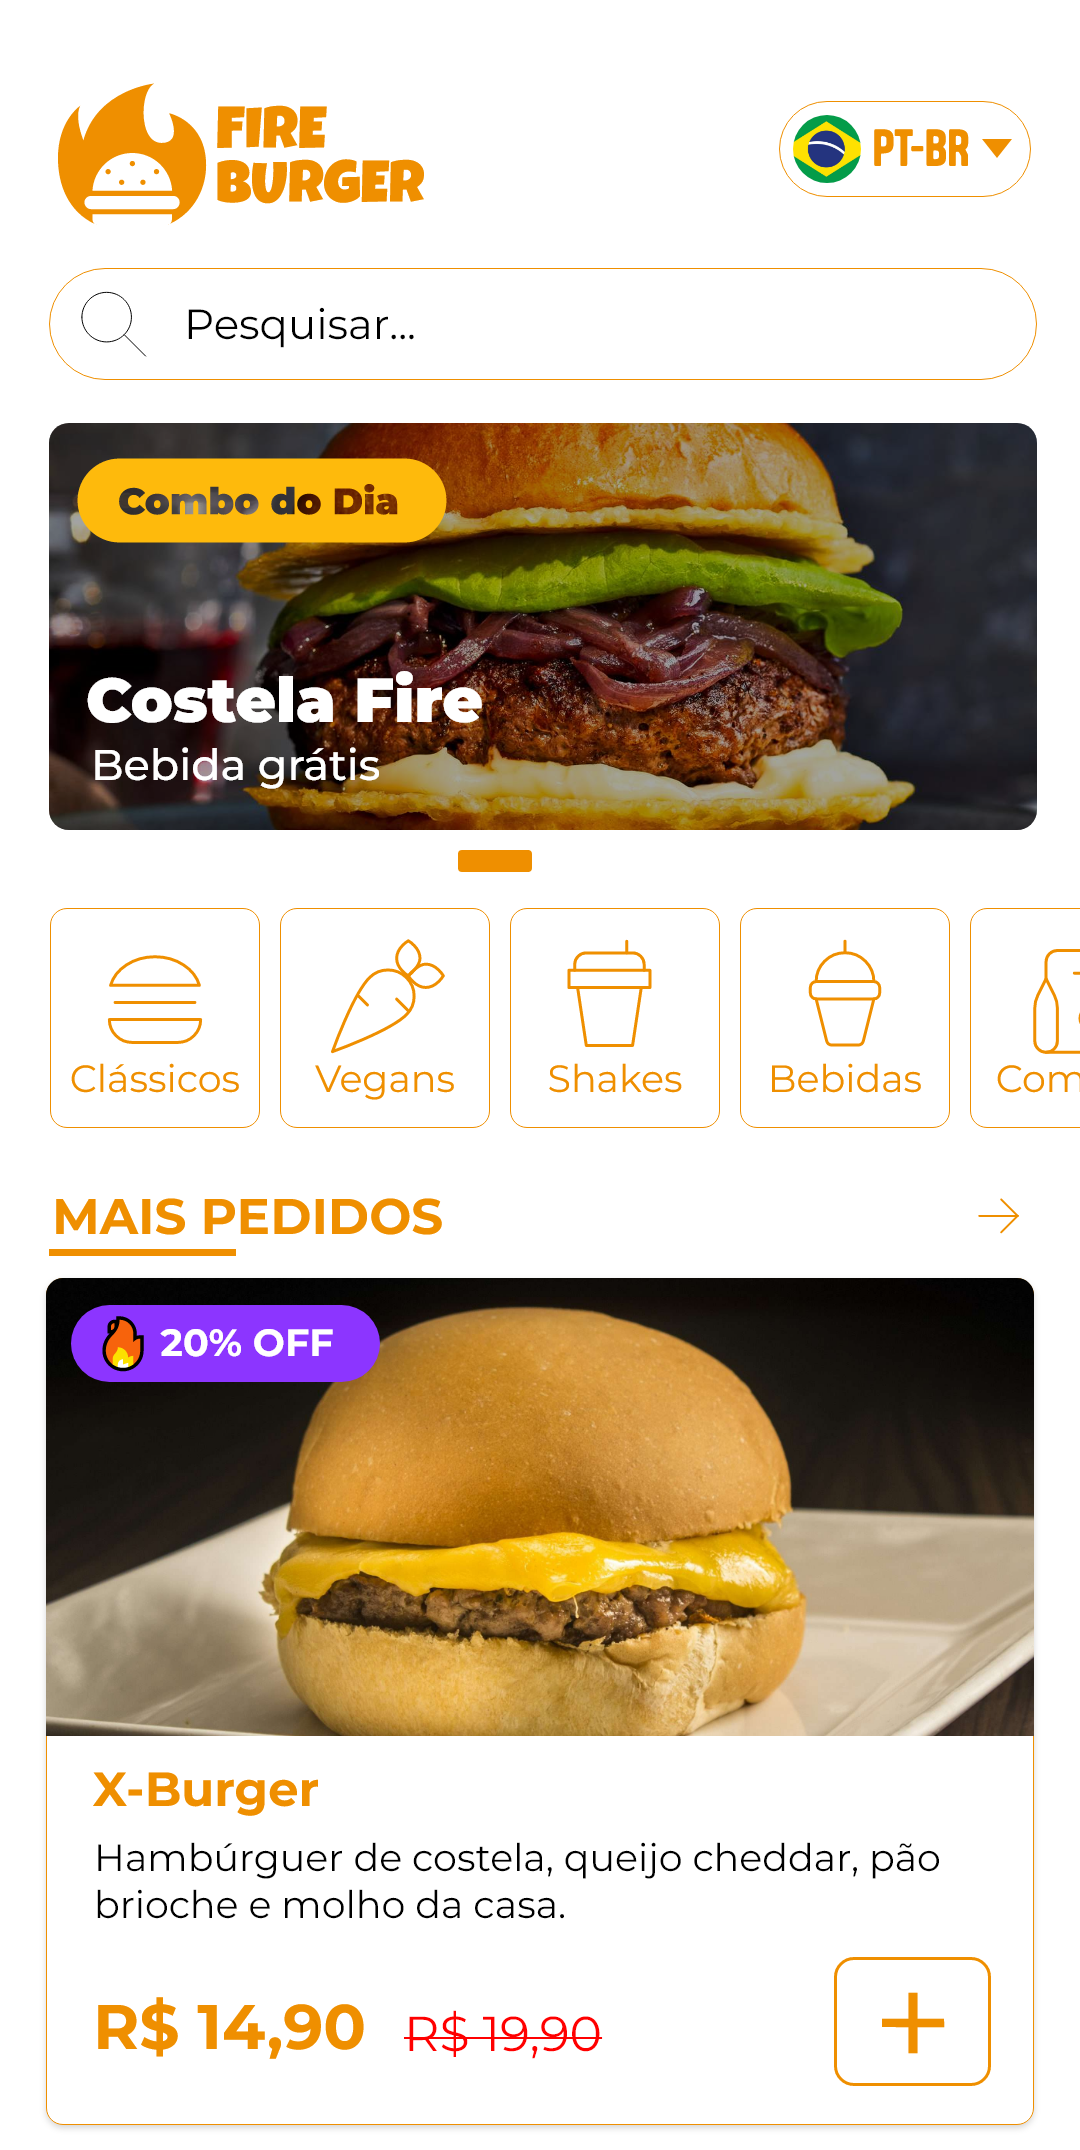 FIRE
BURGER
PT-BR
Pesquisar...
Combo do Dia
Costela Fire
Bebida grátis
Clássicos
Vegans
Shakes
Bebidas
Com
MAIS PEDIDOS
20% OFF
X-Burger
Hambúrguer de costela, queijo cheddar, pão
brioche e molho da casa.
R$ 14,90 R$ 19,90